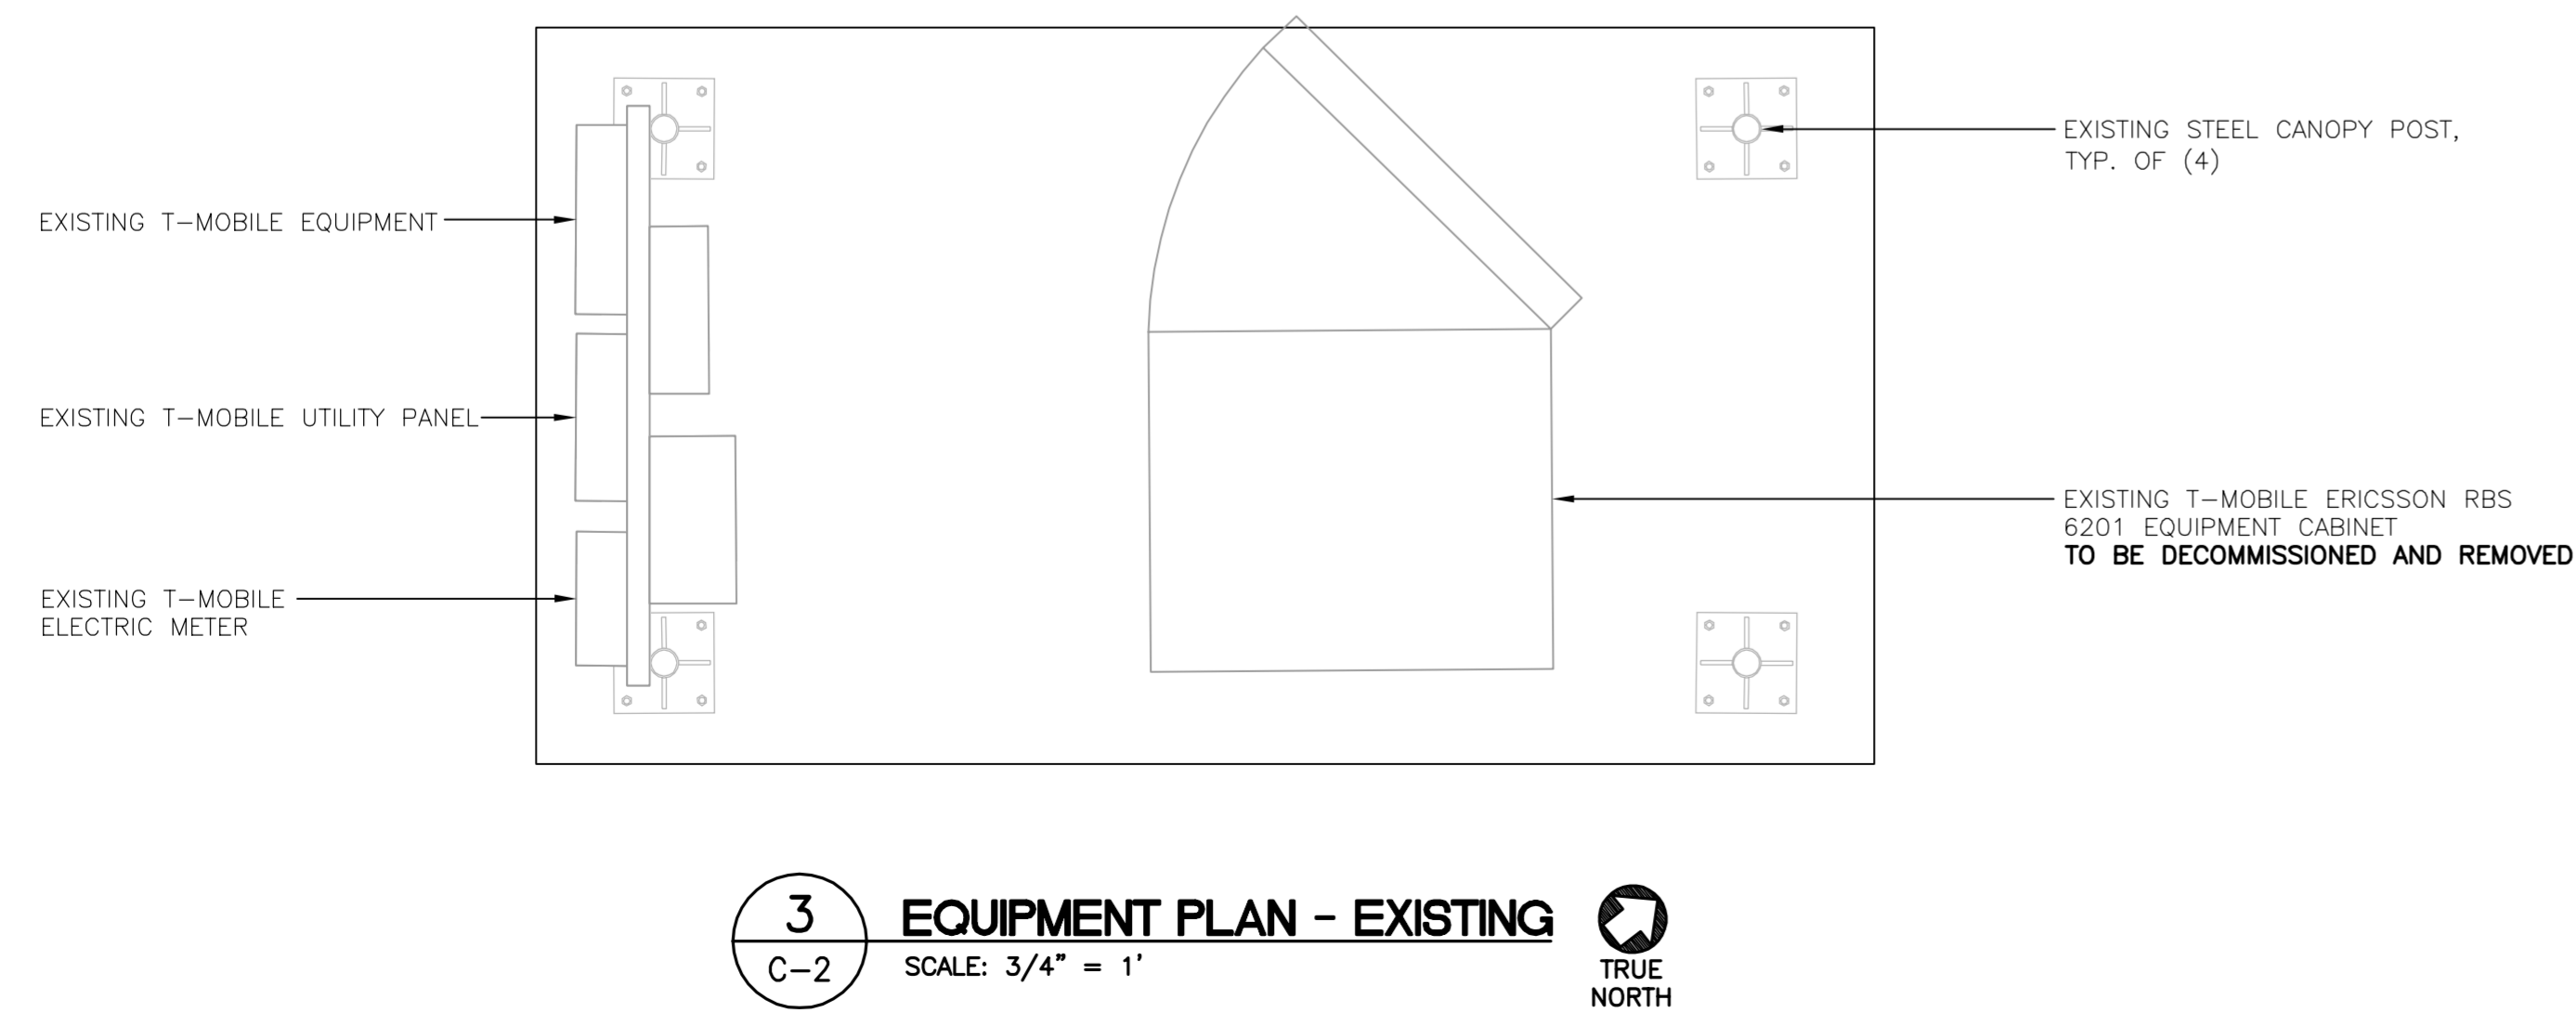 EXISTING STEEL CANOPY POST,
TYP. OF (4)
EXISTING T-MOBILE EQUIPMENT
EXISTING T-MOBILE UTILITY PANEL
EXISTING T-MOBILE ERICSSON RBS
6201 EQUIPMENT CABINET
TO BE DECOMMISSIONED AND REMOVED
EXISTING T-MOBILE
ELECTRIC METER
3
C-2
EQUIPMENT PLAN - EXISTING
SCALE: 3/4" = 1'
TRUE
NORTH